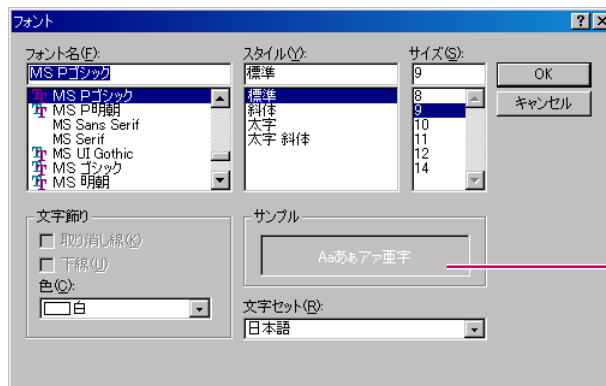 フォント
フォント名(F):
MS Pゴシック
MS Pゴシック
MS P明朝
MS Sans Serif
MS Serif
MS UI Gothic
MS ゴシック
MS 明朝
スタイル(Y):
標準
標準
斜体
太字
太字 斜体
サイズ(S):
9
8
9
10
11
12
14
OK
キャンセル
文字飾り
取り消し線(K)
下線(U)
色(C):
白
サンプル
Aaあぁアァ亜宇
文字セット(R):
日本語